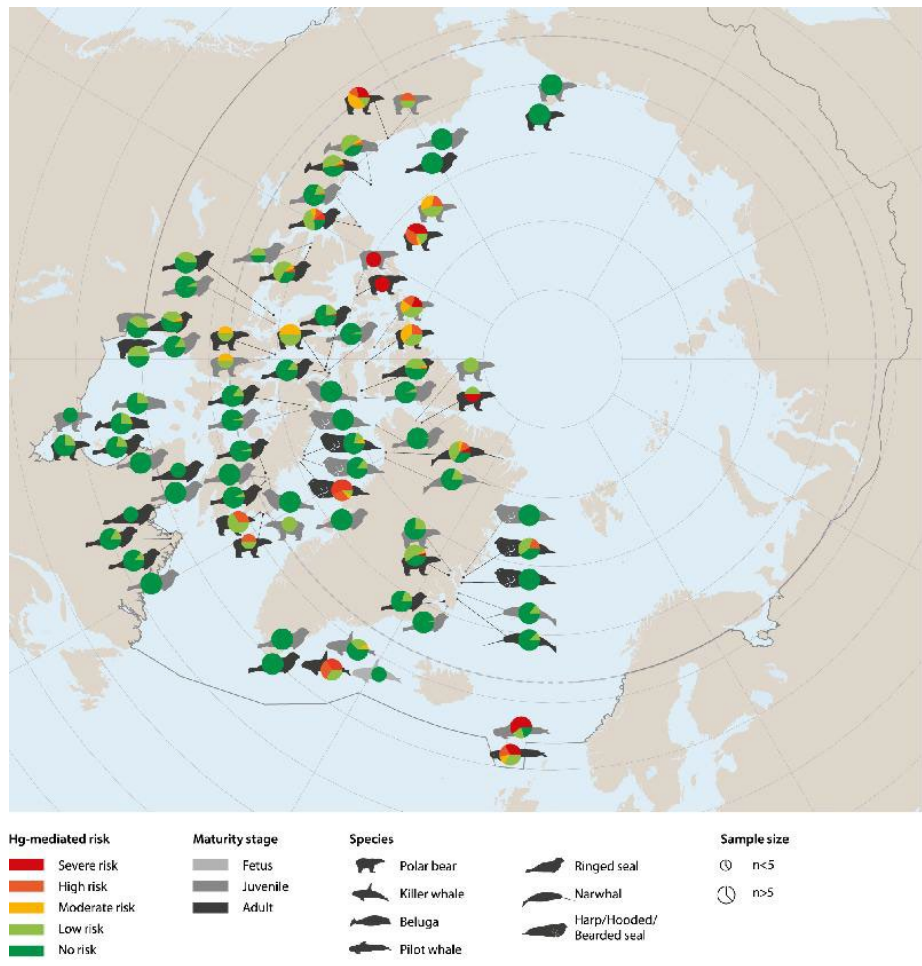 Hg-mediated risk
Severe risk
High risk
Moderate risk
Low risk
No risk
Maturity stage
Fetus
Juvenile
Adult
Species
Polar bear
Killer whale
Beluga
Pilot whale
Ringed seal
Narwhal
Harp/Hooded/
Bearded seal
Sample size
n<5
n>5